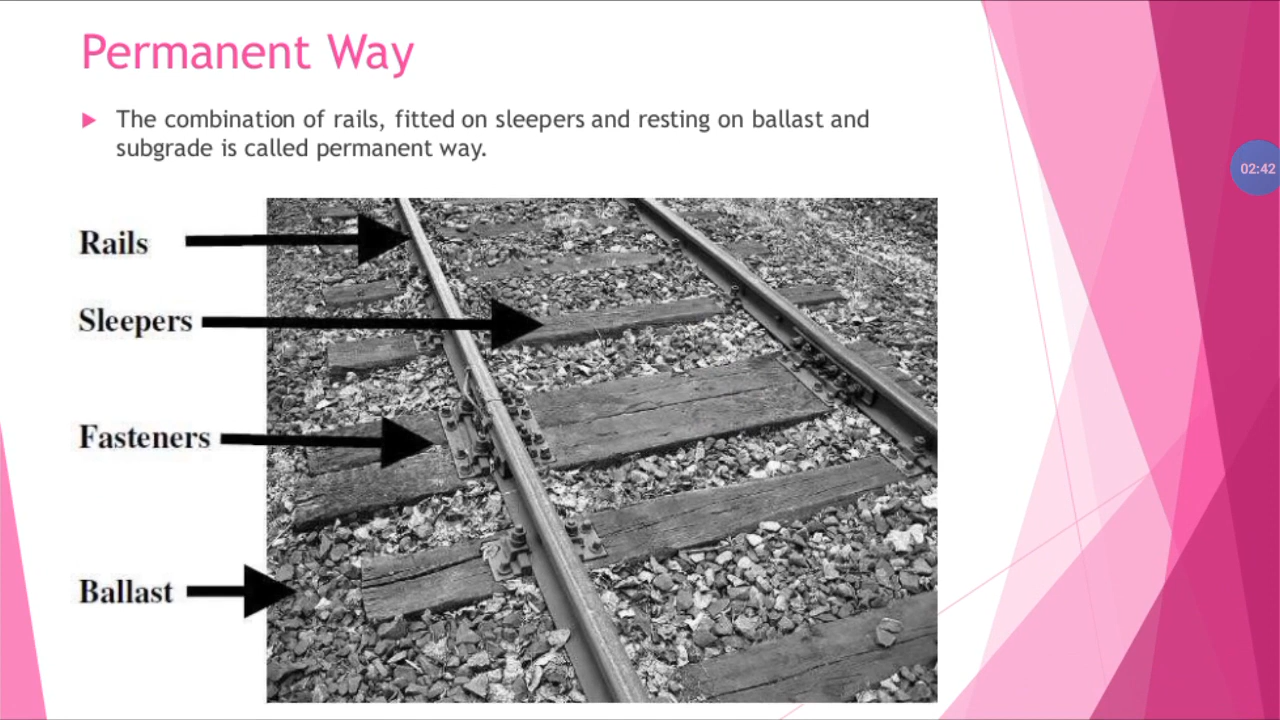 Permanent Way
The combination of rails, fitted on sleepers and resting on ballast and
subgrade is called permanent way.
02:42
Rails
Sleepers
Fasteners
Ballast